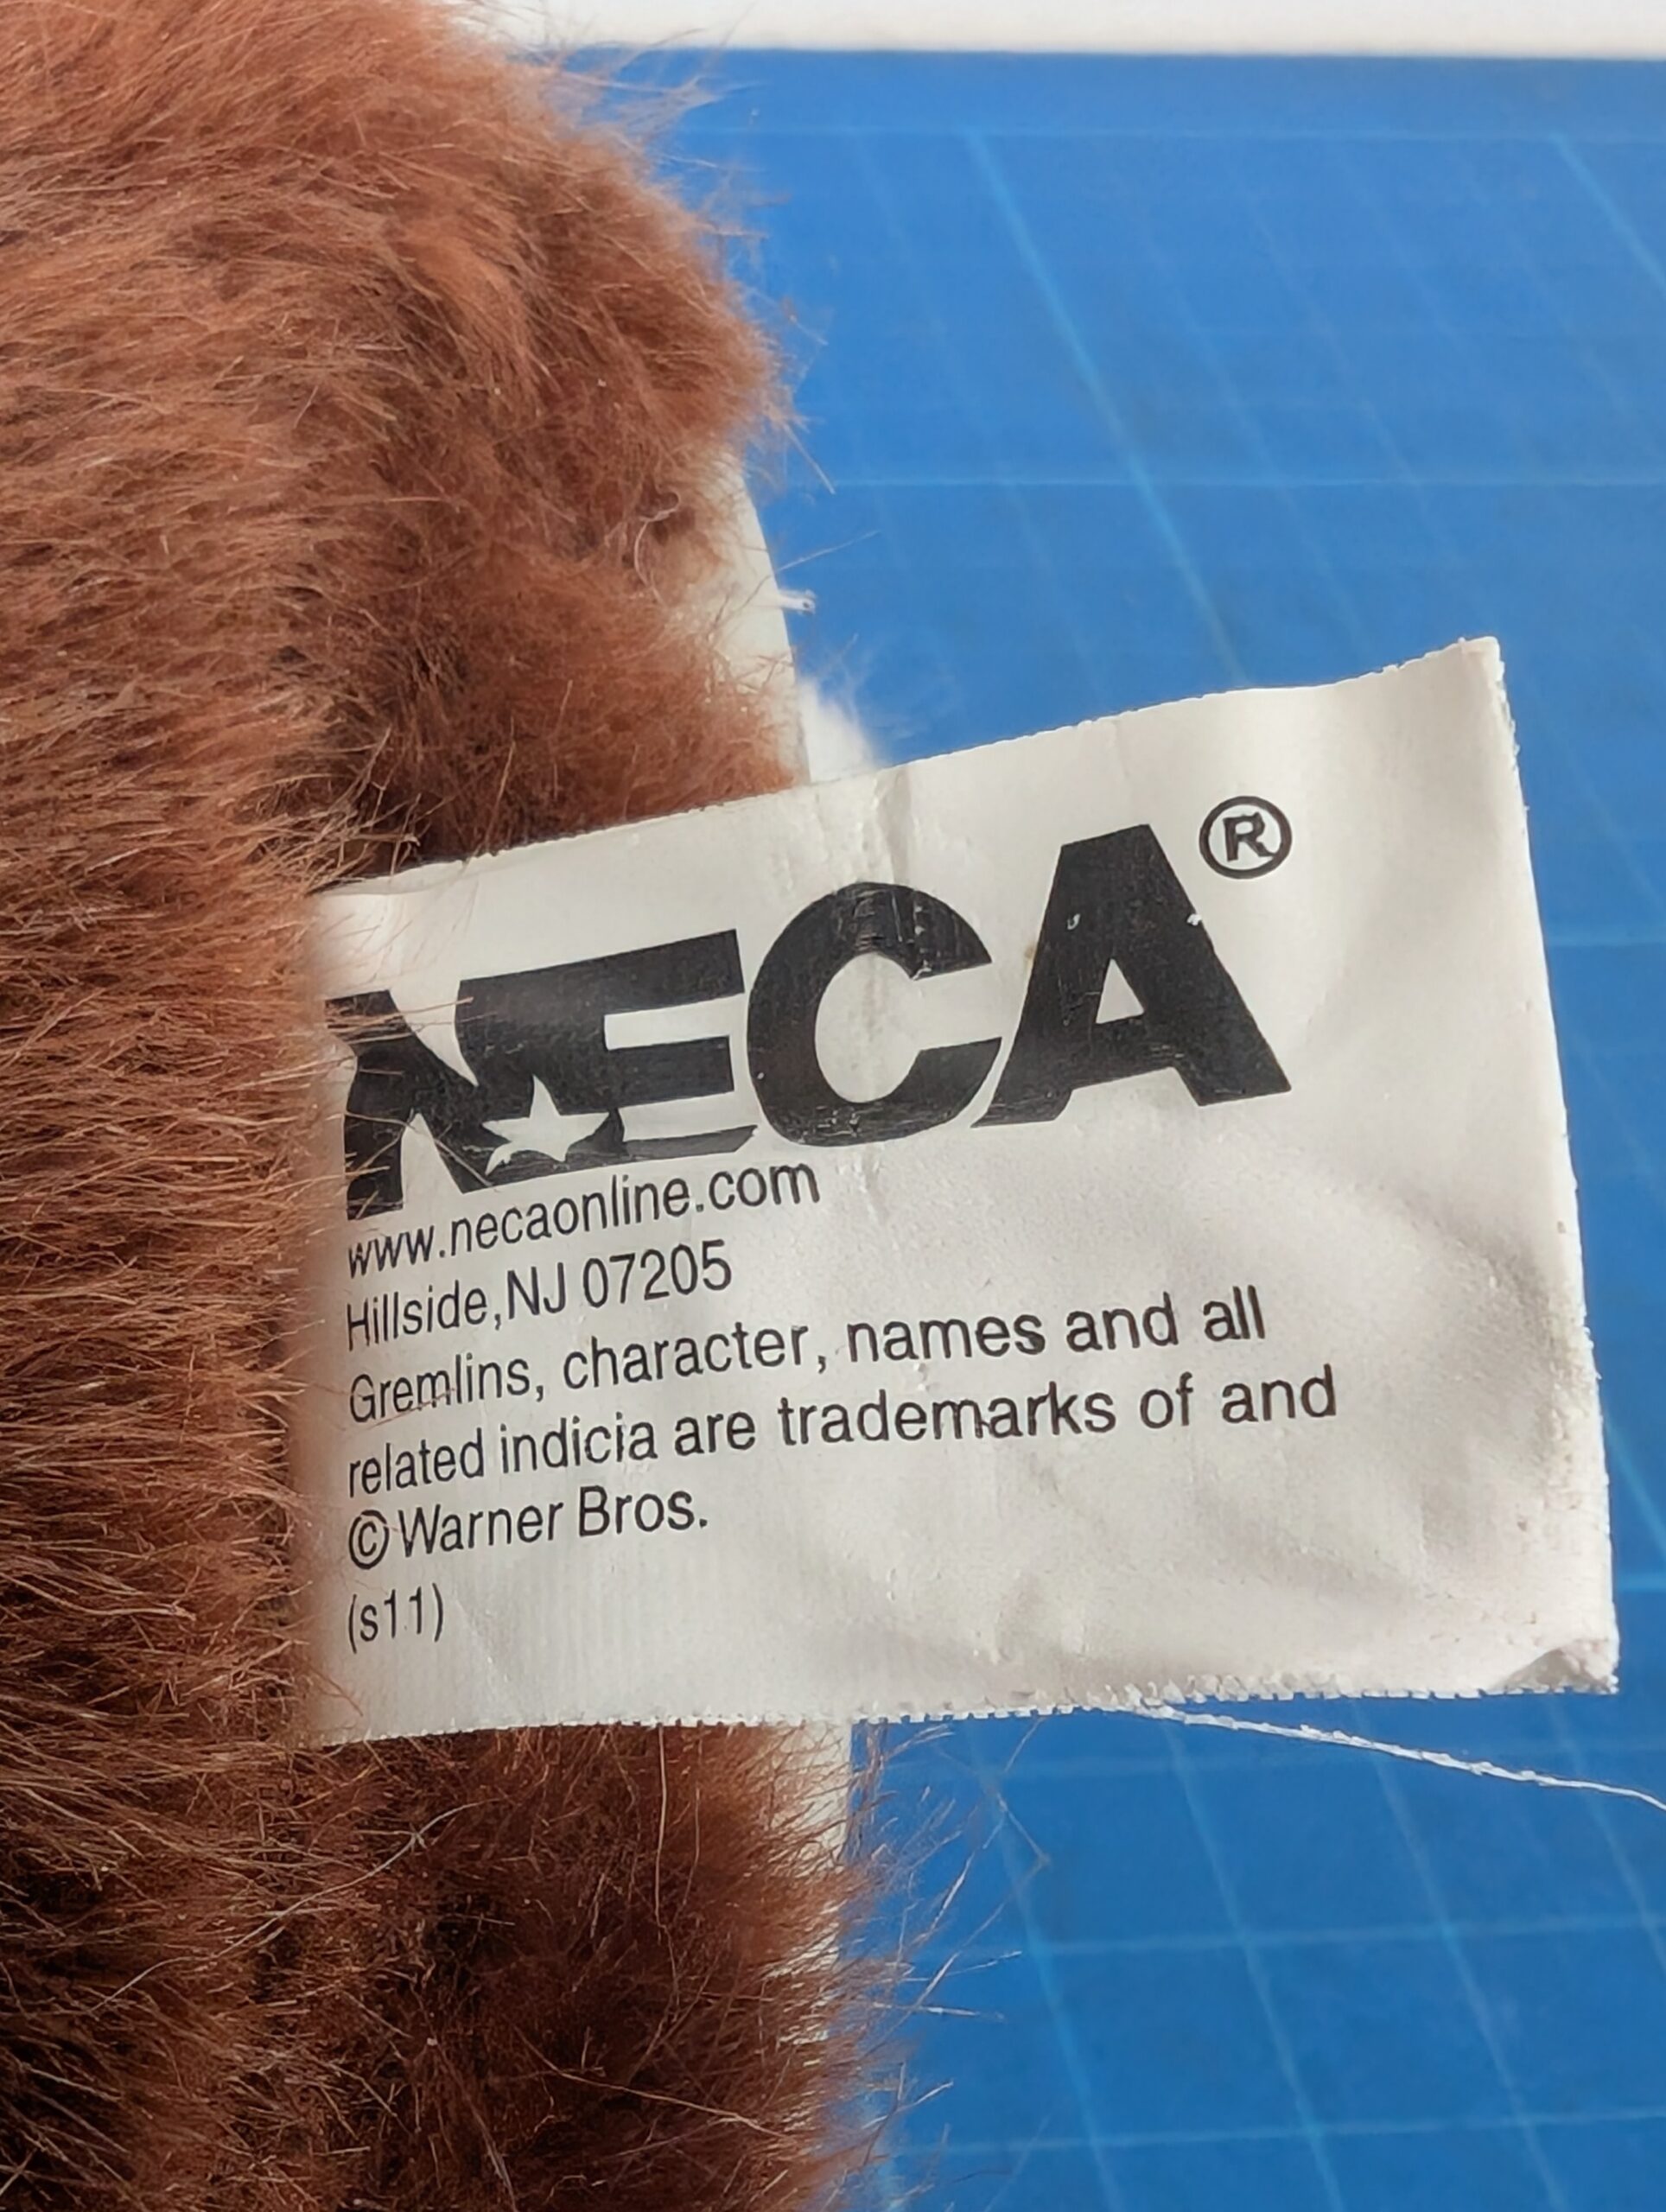 NECA®
www.necaonline.com
Hillside,NJ 07205
Gremlins, character, names and all
related indicia are trademarks of and
©Warner Bros.
(s11)